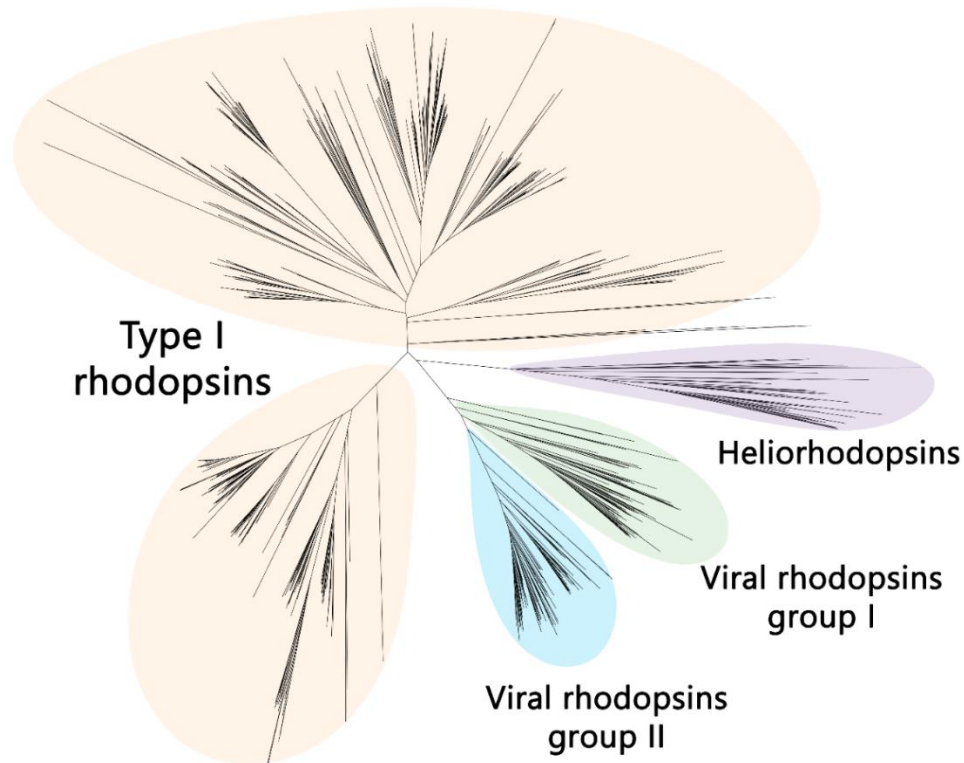 Type I
rhodopsins
Heliorhodopsins
Viral rhodopsins
group I
Viral rhodopsins
group II